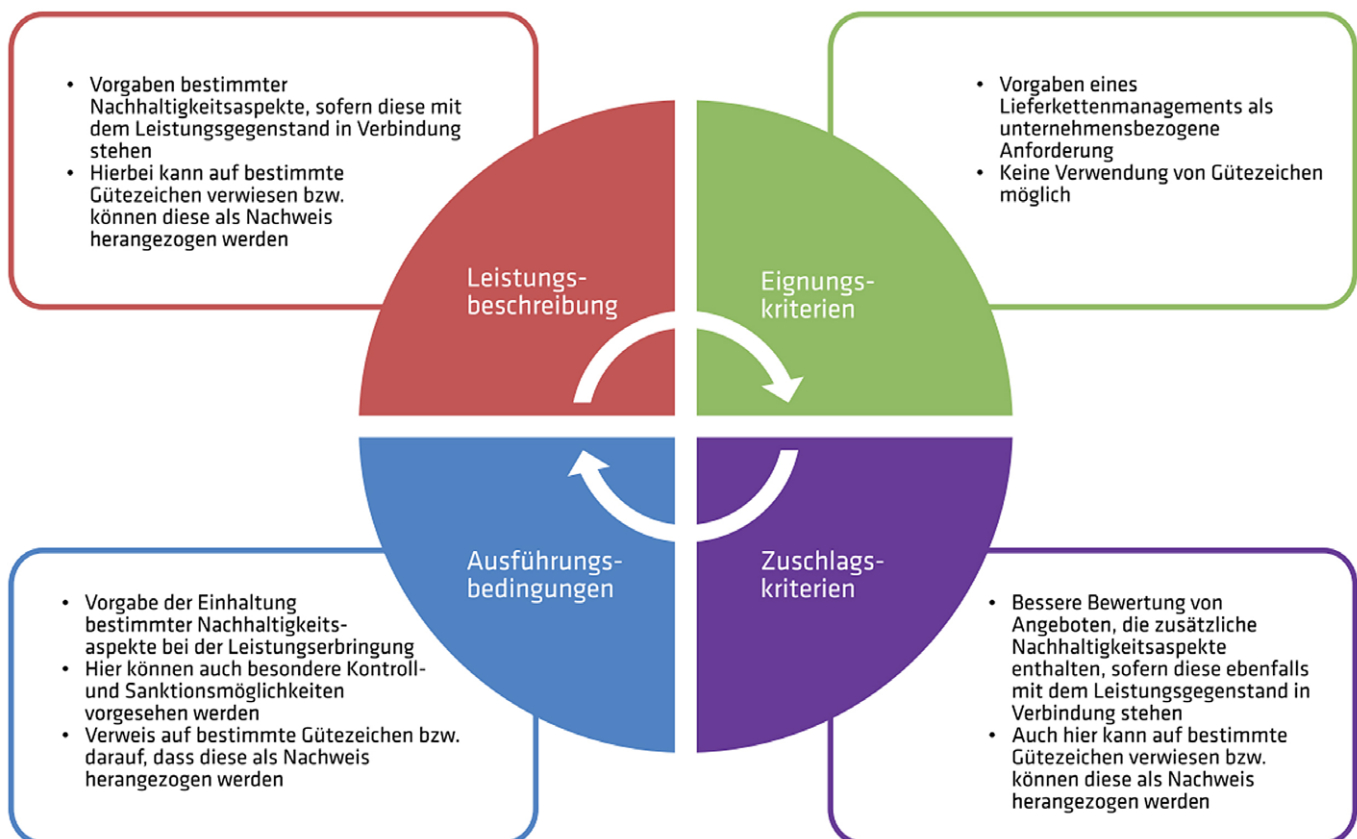 • Vorgaben bestimmter
Nachhaltigkeitsaspekte, sofern diese mit
dem Leistungsgegenstand in Verbindung
stehen
• Hierbei kann auf bestimmte
Gütezeichen verwiesen bzw.
können diese als Nachweis
herangezogen werden
• Vorgaben eines
Lieferkettenmanagements als
unternehmensbezogene
Anforderung
• Keine Verwendung von Gütezeichen
möglich
Leistungs-
beschreibung
Eignungs-
kriterien
Ausführungs-
bedingungen
Zuschlags-
kriterien
• Vorgabe der Einhaltung
bestimmter Nachhaltigkeits-
aspekte bei der Leistungserbringung
• Hier können auch besondere Kontroll-
und Sanktionsmöglichkeiten
vorgesehen werden
• Verweis auf bestimmte Gütezeichen bzw.
darauf, dass diese als Nachweis
herangezogen werden
• Bessere Bewertung von
Angeboten, die zusätzliche
Nachhaltigkeitsaspekte
enthalten, sofern diese ebenfalls
mit dem Leistungsgegenstand in
Verbindung stehen
• Auch hier kann auf bestimmte
Gütezeichen verwiesen bzw.
können diese als Nachweis
herangezogen werden